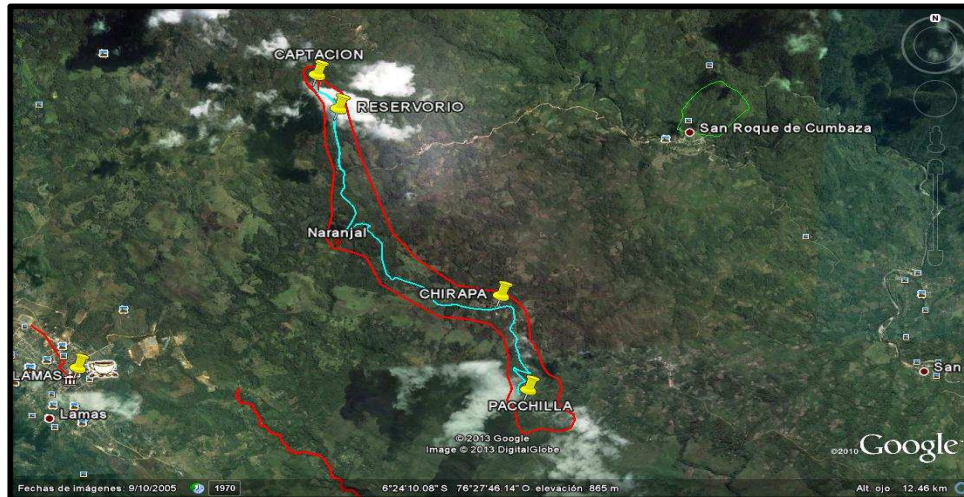 N
CAPTACION
RESERVORIO
San Roque de Cumbaza
Naranjal
CHIRAPA
San
LAMAS
PACCHILLA
Lamas
© 2013 Google
Image © 2013 DigitalGlobe
©2010 Google
Fechas de imágenes: 9/10/2005 1970 6°24'10.08" S 76°27'46.14" O elevación: 865 m Alt. ojo 12.46 km